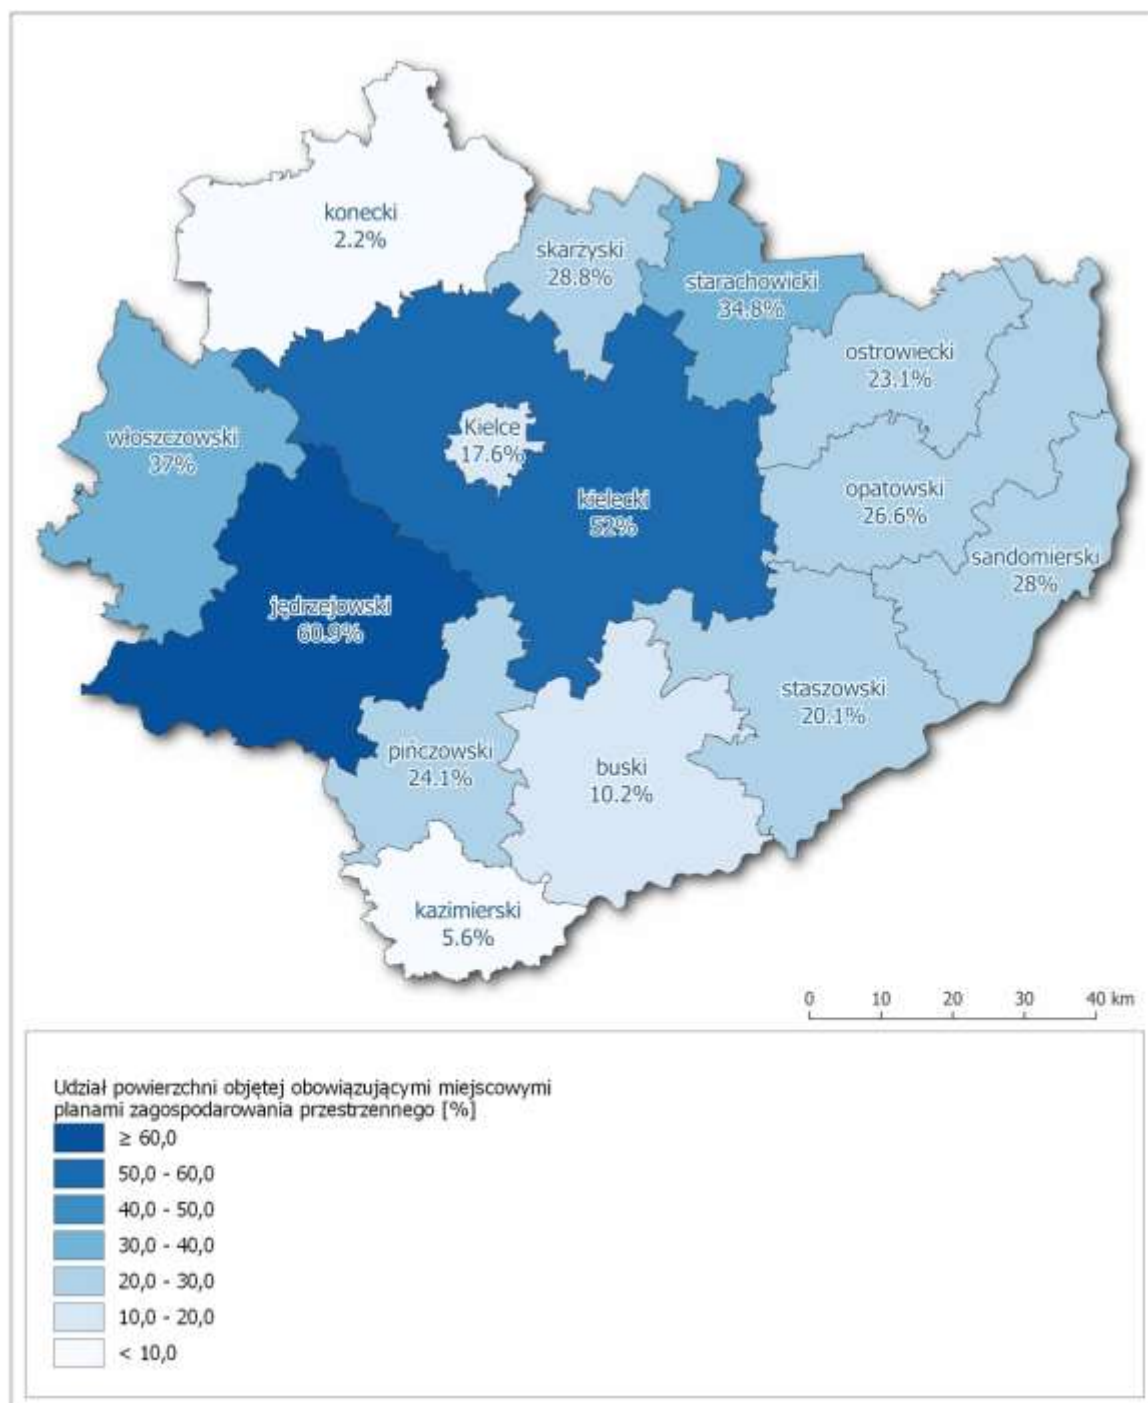 konecki
2.2%
skarżyski
28.8%
starachowicki
34.8%
ostrowiecki
23.1%
włoszczowski
37%
Kielce
17.6%
kielecki
52%
opatowski
26.6%
sandomierski
28%
jędrzejowski
60.9%
staszowski
20.1%
pińczowski
24.1%
buski
10.2%
kazimierski
5.6%
0 10 20 30 40 km
Udział powierzchni objętej obowiązującymi miejscowymi
planami zagospodarowania przestrzennego [%]
≥ 60,0
50,0 - 60,0
40,0 - 50,0
30,0 - 40,0
20,0 - 30,0
10,0 - 20,0
< 10,0